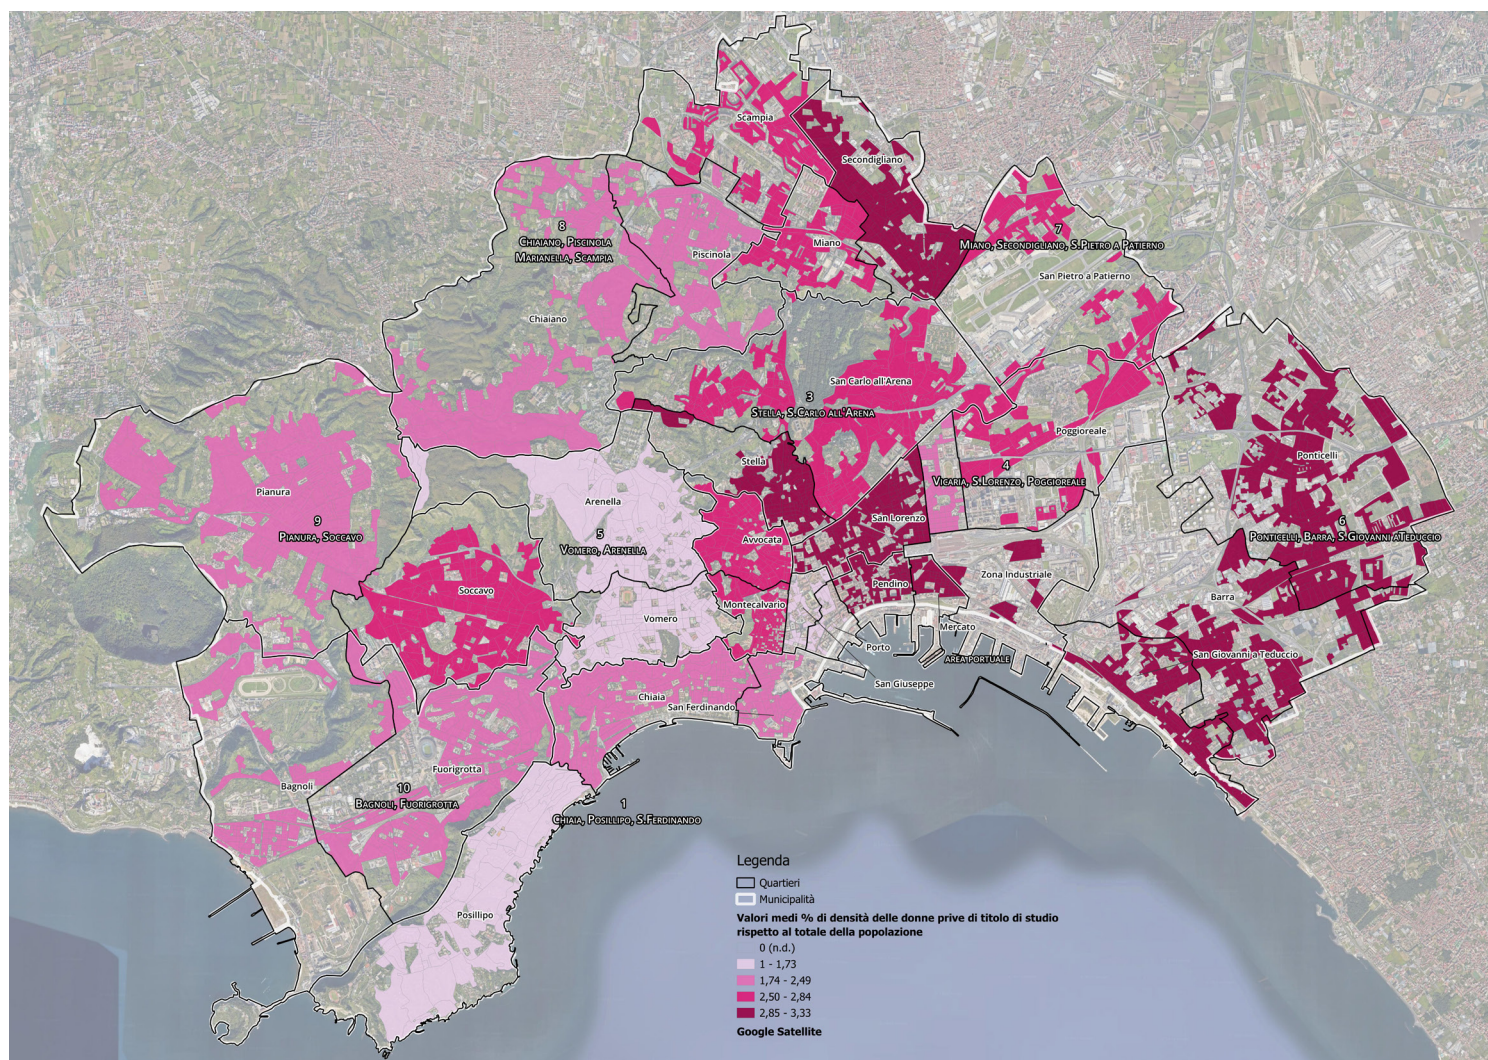 Scampia
Secondigliano
8
Chiaiano, Piscinola
Marianella, Scampia
7
Miano, Secondigliano, S.Pietro a Patierno
Miano
Piscinola
San Pietro a Patierno
Chiaiano
San Carlo all'Arena
3
Stella, S.Carlo all'Arena
Poggioreale
Stella
4
Vicaria, S.Lorenzo, Poggioreale
Ponticelli
Pianura
9
Pianura, Soccavo
Arenella
5
Vomero, Arenella
San Lorenzo
6
Ponticelli, Barra, S.Giovanni a Teduccio
Avvocata
Soccavo
Pendino
Zona Industriale
Barra
Montecalvario
Vomero
Mercato
Porto
Area Portuale
San Giovanni a Teduccio
San Giuseppe
Chiaia
San Ferdinando
Fuorigrotta
Bagnoli
10
Bagnoli, Fuorigrotta
1
Chiaia, Posillipo, S.Ferdinando
Posillipo
Legenda
Quartieri
Municipalità
Valori medi % di densità delle donne prive di titolo di studio
rispetto al totale della popolazione
0 (n.d.)
1 - 1,73
1,74 - 2,49
2,50 - 2,84
2,85 - 3,33
Google Satellite